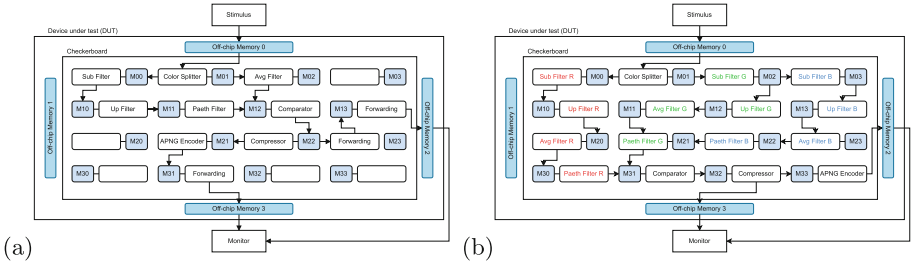 Stimulus
Device under test (DUT)
Off-chip Memory 0
Checkerboard
Sub Filter M00 Color Splitter M01 Avg Filter M02 M03
M10 Up Filter M11 Paeth Filter M12 Comparator M13 Forwarding
M20 APNG Encoder M21 Compressor M22 Forwarding M23
M30 M31 Forwarding M32 M33
Off-chip Memory 1
Off-chip Memory 2
Off-chip Memory 3
(a) Monitor
Stimulus
Device under test (DUT)
Off-chip Memory 0
Checkerboard
Sub Filter R M00 Color Splitter M01 Sub Filter G M02 Sub Filter B M03
M10 Up Filter R M11 Avg Filter G M12 Up Filter G M13 Up Filter B
Avg Filter R M20 Paeth Filter G M21 Paeth Filter B M22 Avg Filter B M23
M30 Paeth Filter R M31 Comparator M32 Compressor M33 APNG Encoder
Off-chip Memory 1
Off-chip Memory 2
Off-chip Memory 3
(b) Monitor